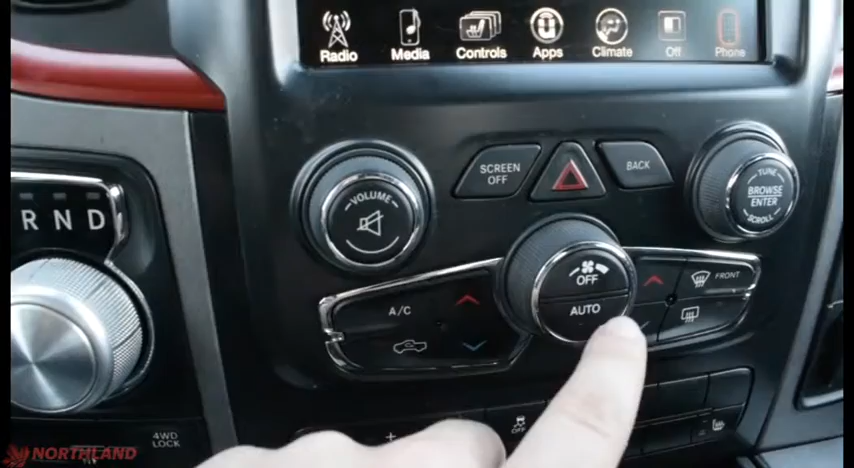 Radio
Media
Controls
Apps
Climate
Off
Phone
SCREEN
OFF
BACK
TUNE
BROWSE
ENTER
SCROLL
VOLUME
R N D
OFF
AUTO
A/C
FRONT
4WD
LOCK
OFF
NORTHLAND